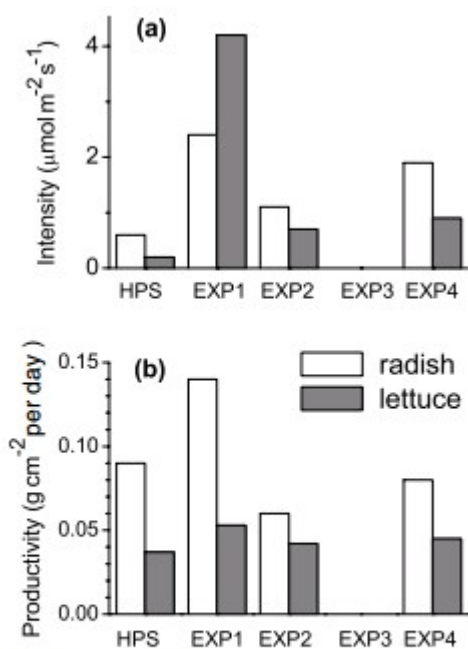 (a)
Intensity (μmol m⁻² s⁻¹)
4
2
0
HPS EXP1 EXP2 EXP3 EXP4
(b)
radish
lettuce
Productivity (g cm⁻² per day )
0.15
0.10
0.05
0.00
HPS EXP1 EXP2 EXP3 EXP4